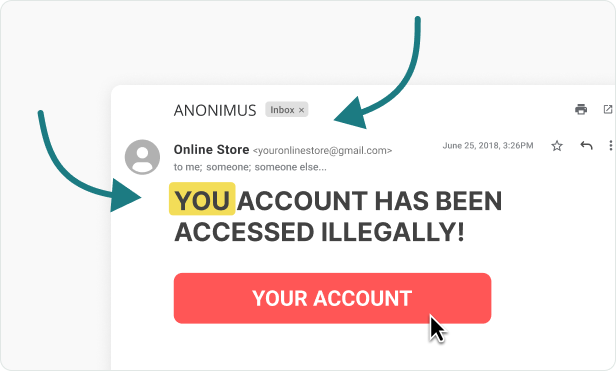 ANONIMUS Inbox ×
Online Store <youronlinestore@gmail.com> June 25, 2018, 3:26PM
to me; someone; someone else...
YOU ACCOUNT HAS BEEN
ACCESSED ILLEGALLY!
YOUR ACCOUNT